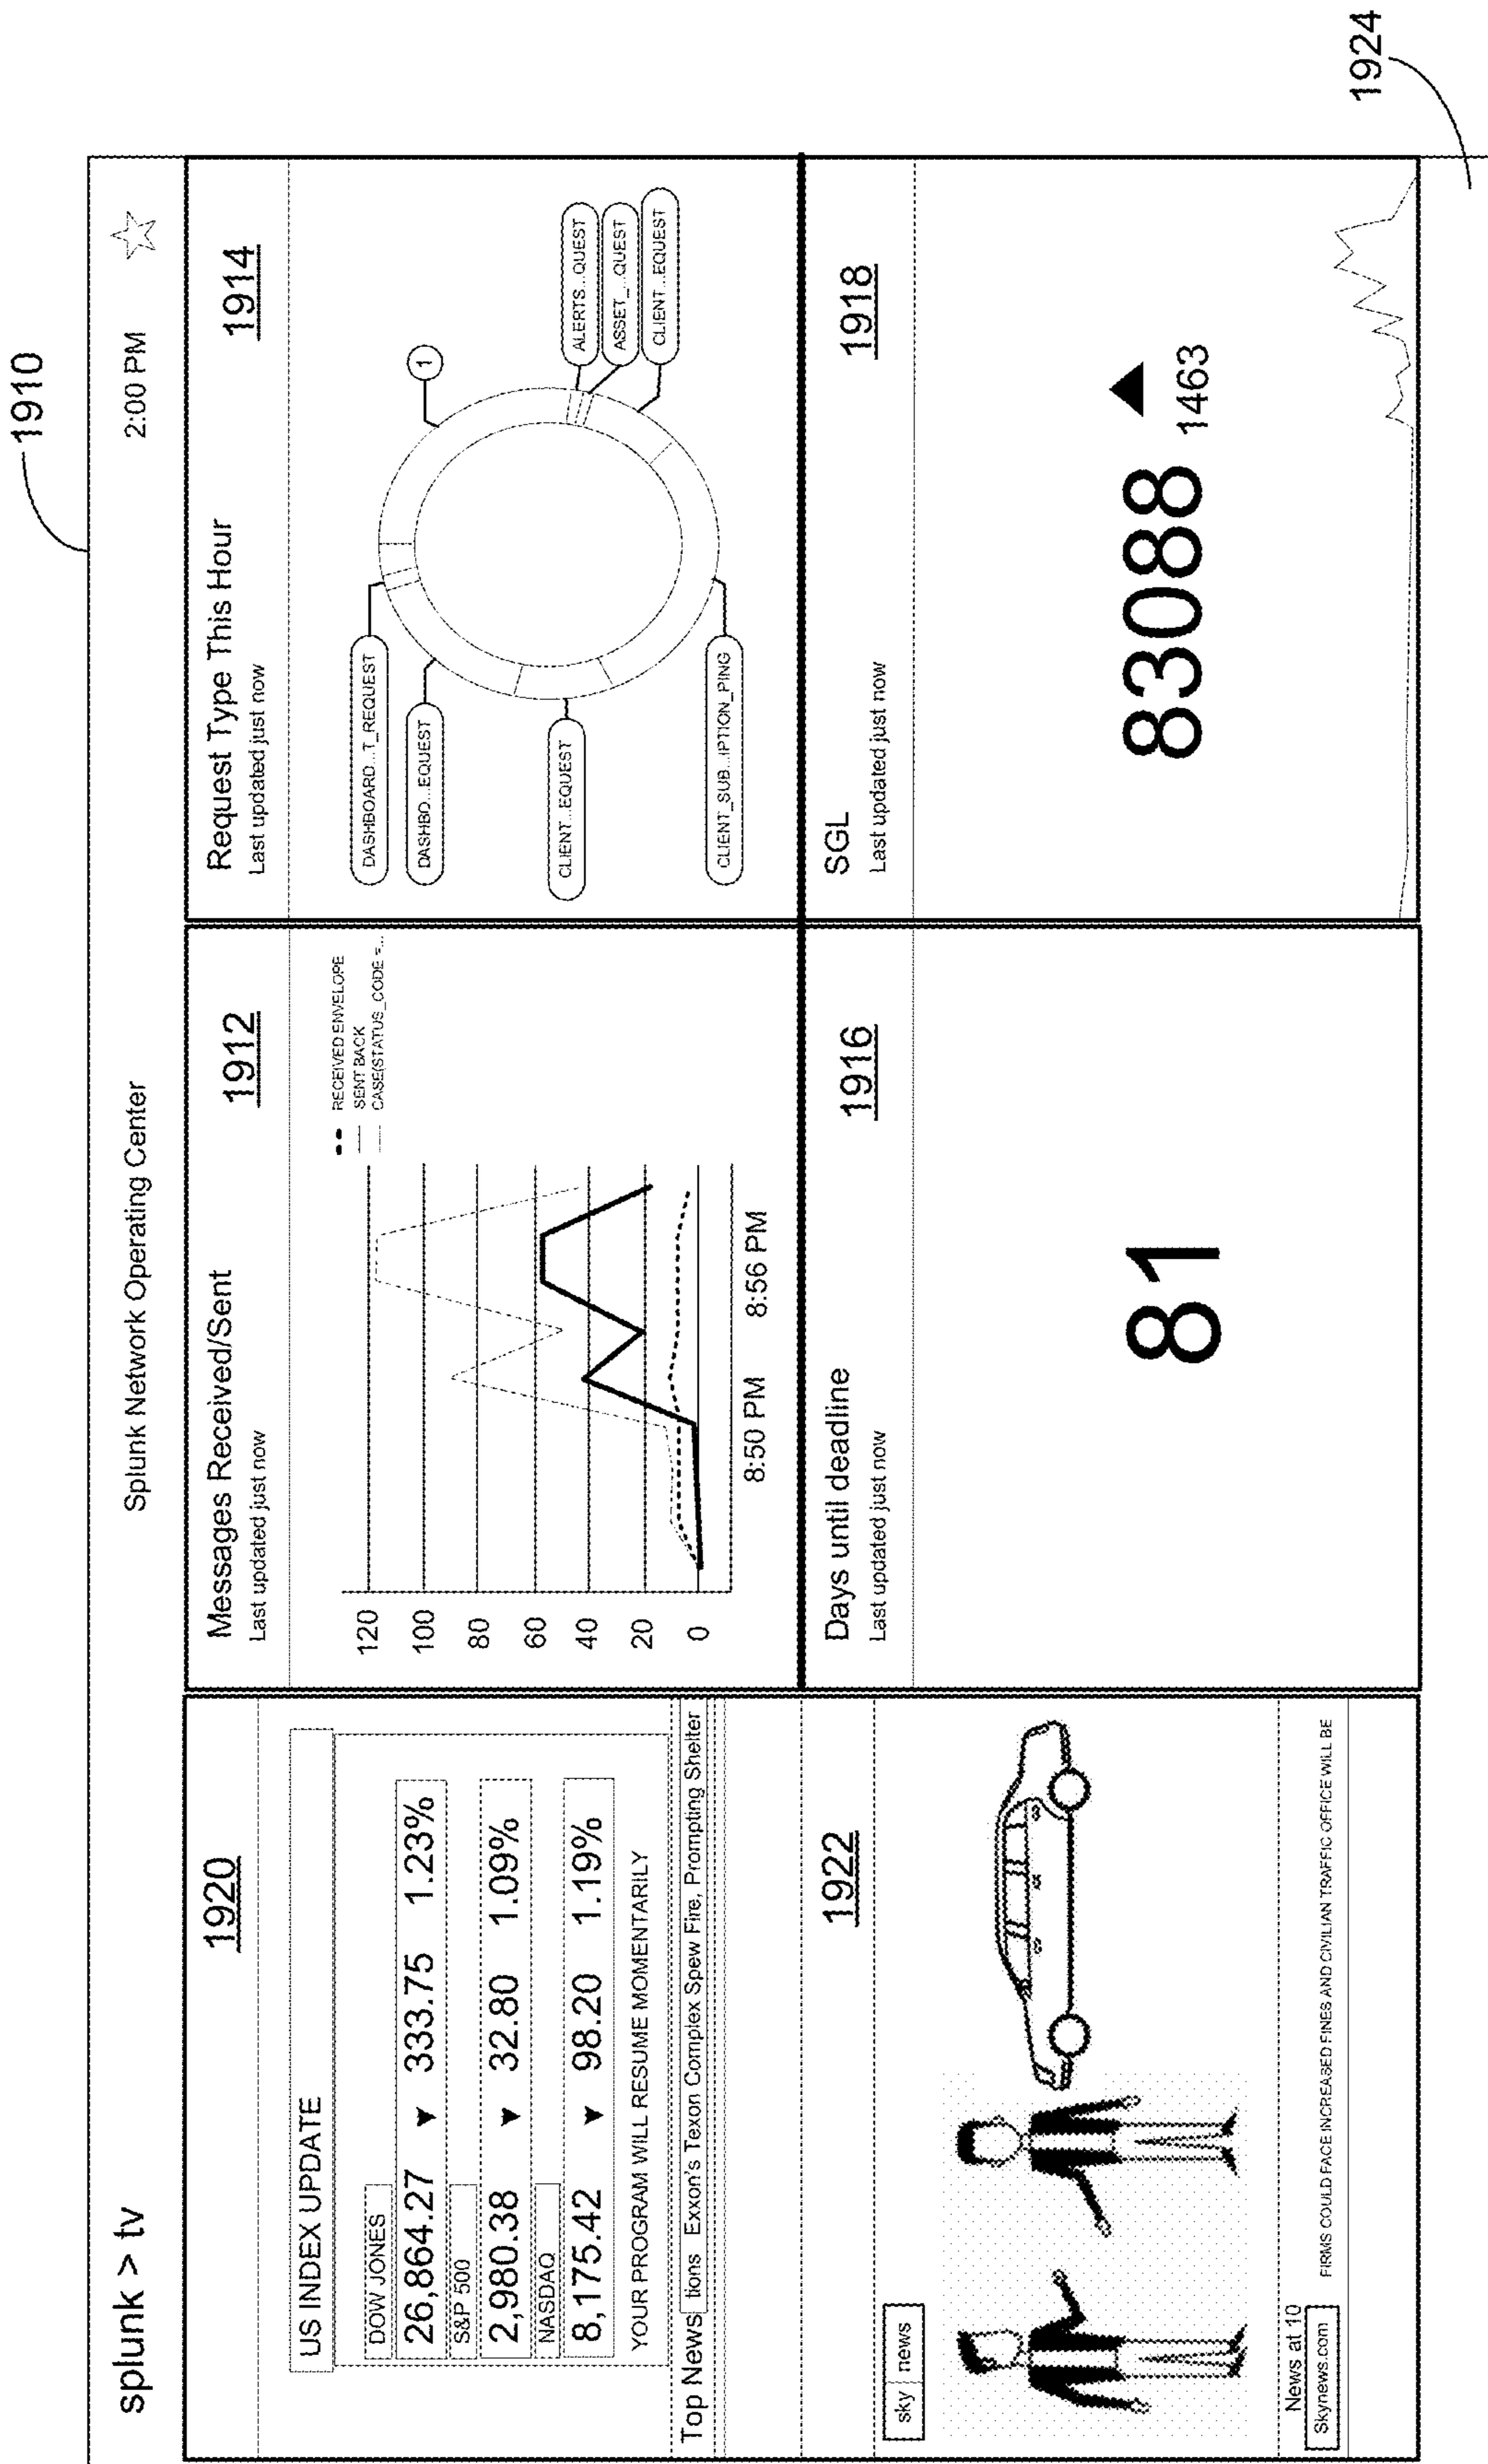 1910
splunk > tv
Splunk Network Operating Center
2:00 PM
1920
US INDEX UPDATE
DOW JONES
26,864.27 ▼ 333.75 1.23%
S&P 500
2,980.38 ▼ 32.80 1.09%
NASDAQ
8,175.42 ▼ 98.20 1.19%
YOUR PROGRAM WILL RESUME MOMENTARILY
Top News tions Exxon's Texon Complex Spew Fire, Prompting Shelter
Messages Received/Sent
1912
Last updated just now
RECEIVED ENVELOPE
SENT BACK
CASE(STATUS_CODE =...
120
100
80
60
40
20
0
8:50 PM 8:56 PM
Request Type This Hour
1914
Last updated just now
DASHBOARD...T_REQUEST
1
DASHBO...EQUEST
ALERTS...QUEST
ASSET_...QUEST
CLIENT...EQUEST
CLIENT...EQUEST
CLIENT_SUB...IPTION_PING
1922
sky news
News at 10
Skynews.com
FIRMS COULD FACE INCREASED FINES AND CIVILIAN TRAFFIC OFFICE WILL BE
Days until deadline
1916
Last updated just now
81
SGL
1918
Last updated just now
83088 ▲
1463
1924